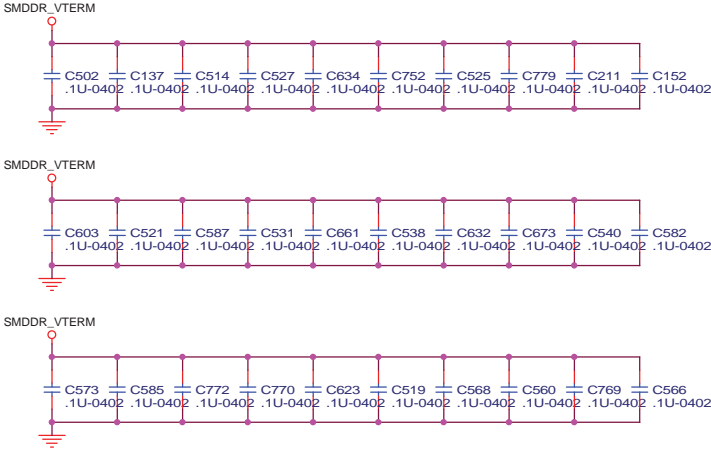 SMDDR_VTERM
C502 C137 C514 C527 C634 C752 C525 C779 C211 C152
.1U-0402 .1U-0402 .1U-0402 .1U-0402 .1U-0402 .1U-0402 .1U-0402 .1U-0402 .1U-0402 .1U-0402
SMDDR_VTERM
C603 C521 C587 C531 C661 C538 C632 C673 C540 C582
.1U-0402 .1U-0402 .1U-0402 .1U-0402 .1U-0402 .1U-0402 .1U-0402 .1U-0402 .1U-0402 .1U-0402
SMDDR_VTERM
C573 C585 C772 C770 C623 C519 C568 C560 C769 C566
.1U-0402 .1U-0402 .1U-0402 .1U-0402 .1U-0402 .1U-0402 .1U-0402 .1U-0402 .1U-0402 .1U-0402